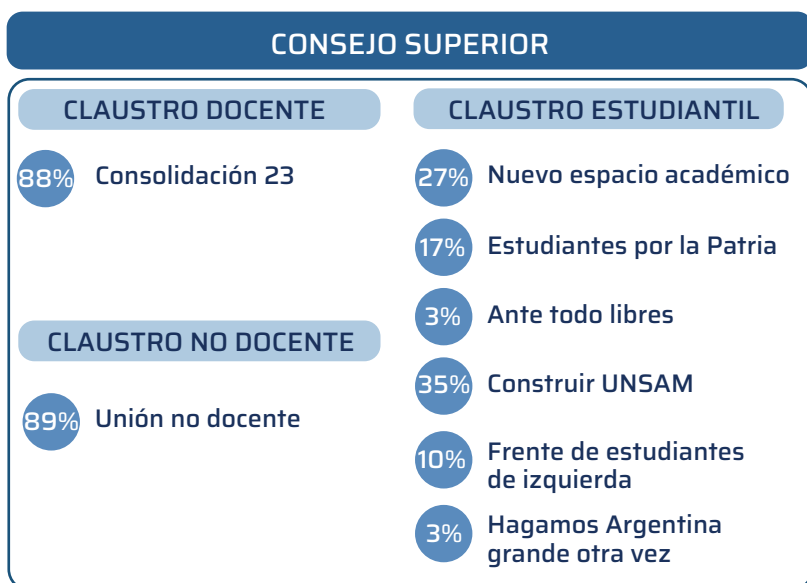 CONSEJO SUPERIOR
CLAUSTRO DOCENTE
88% Consolidación 23
CLAUSTRO NO DOCENTE
89% Unión no docente
CLAUSTRO ESTUDIANTIL
27% Nuevo espacio académico
17% Estudiantes por la Patria
3% Ante todo libres
35% Construir UNSAM
10% Frente de estudiantes
de izquierda
3% Hagamos Argentina
grande otra vez